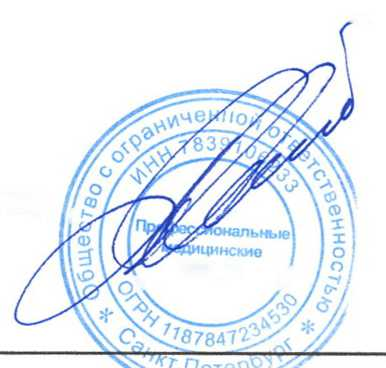 Общество с ограниченной ответственностью
ИНН
Профессиональные
медицинские
ОГРН 1187847234530
* Санкт Петербург *